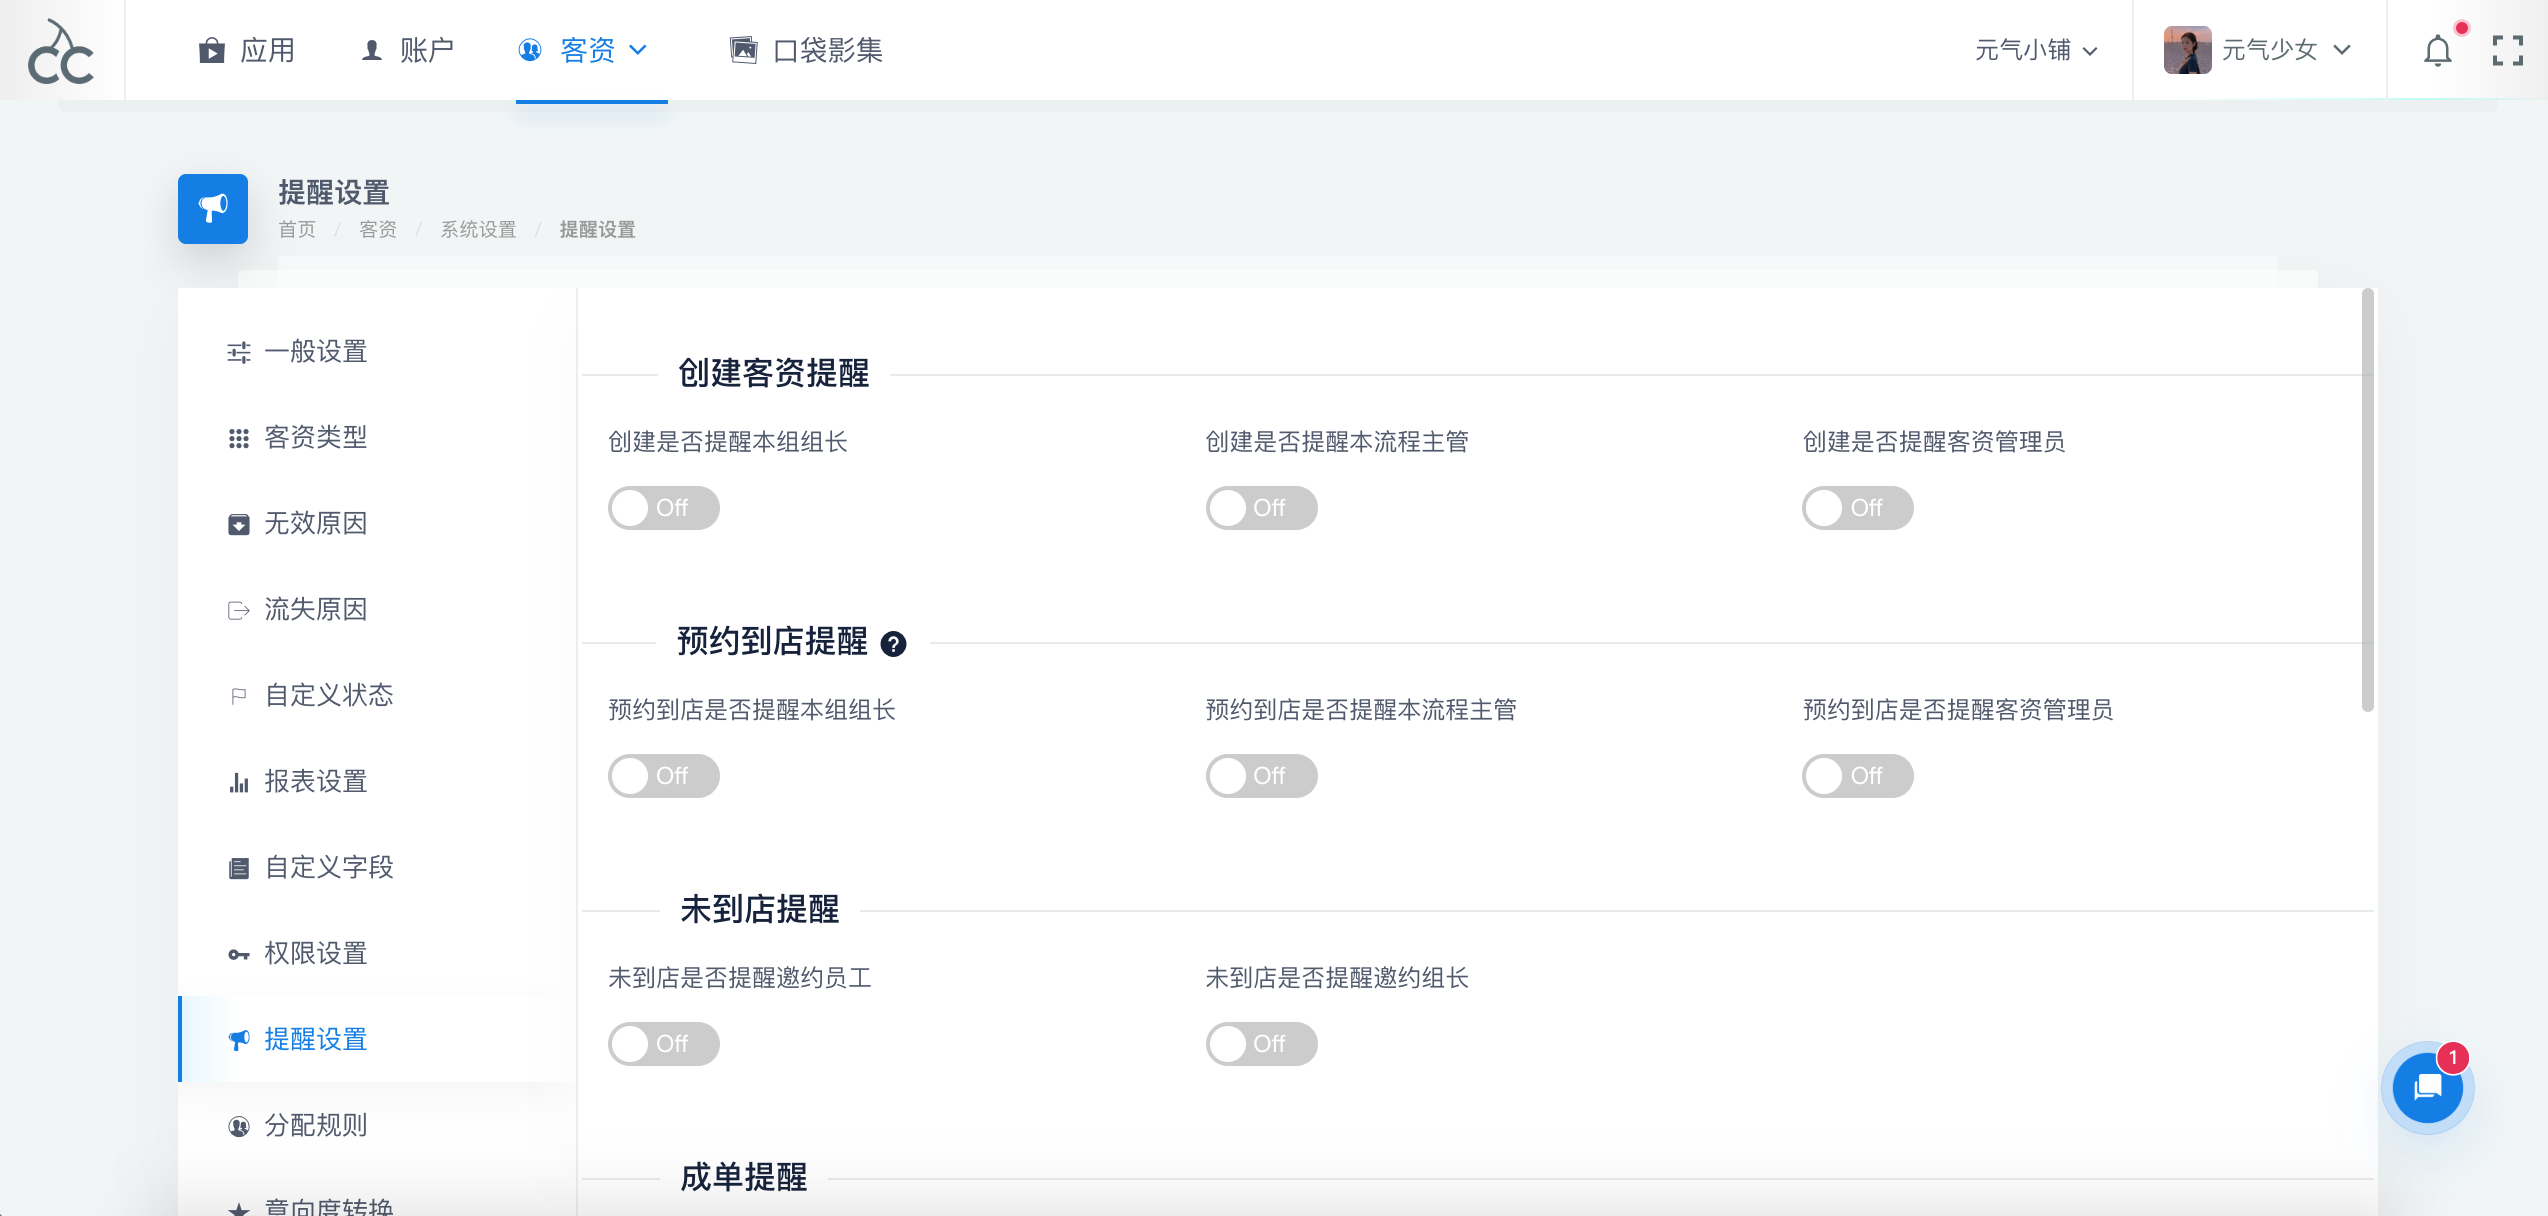 应用
账户
客资
口袋影集
元气小铺
元气少女
提醒设置
首页 / 客资 / 系统设置 / 提醒设置
一般设置
客资类型
无效原因
流失原因
自定义状态
报表设置
自定义字段
权限设置
提醒设置
分配规则
意向度转换
创建客资提醒
创建是否提醒本组组长
创建是否提醒本流程主管
创建是否提醒客资管理员
Off
Off
Off
预约到店提醒 ?
预约到店是否提醒本组组长
预约到店是否提醒本流程主管
预约到店是否提醒客资管理员
Off
Off
Off
未到店提醒
未到店是否提醒邀约员工
未到店是否提醒邀约组长
Off
Off
成单提醒
1